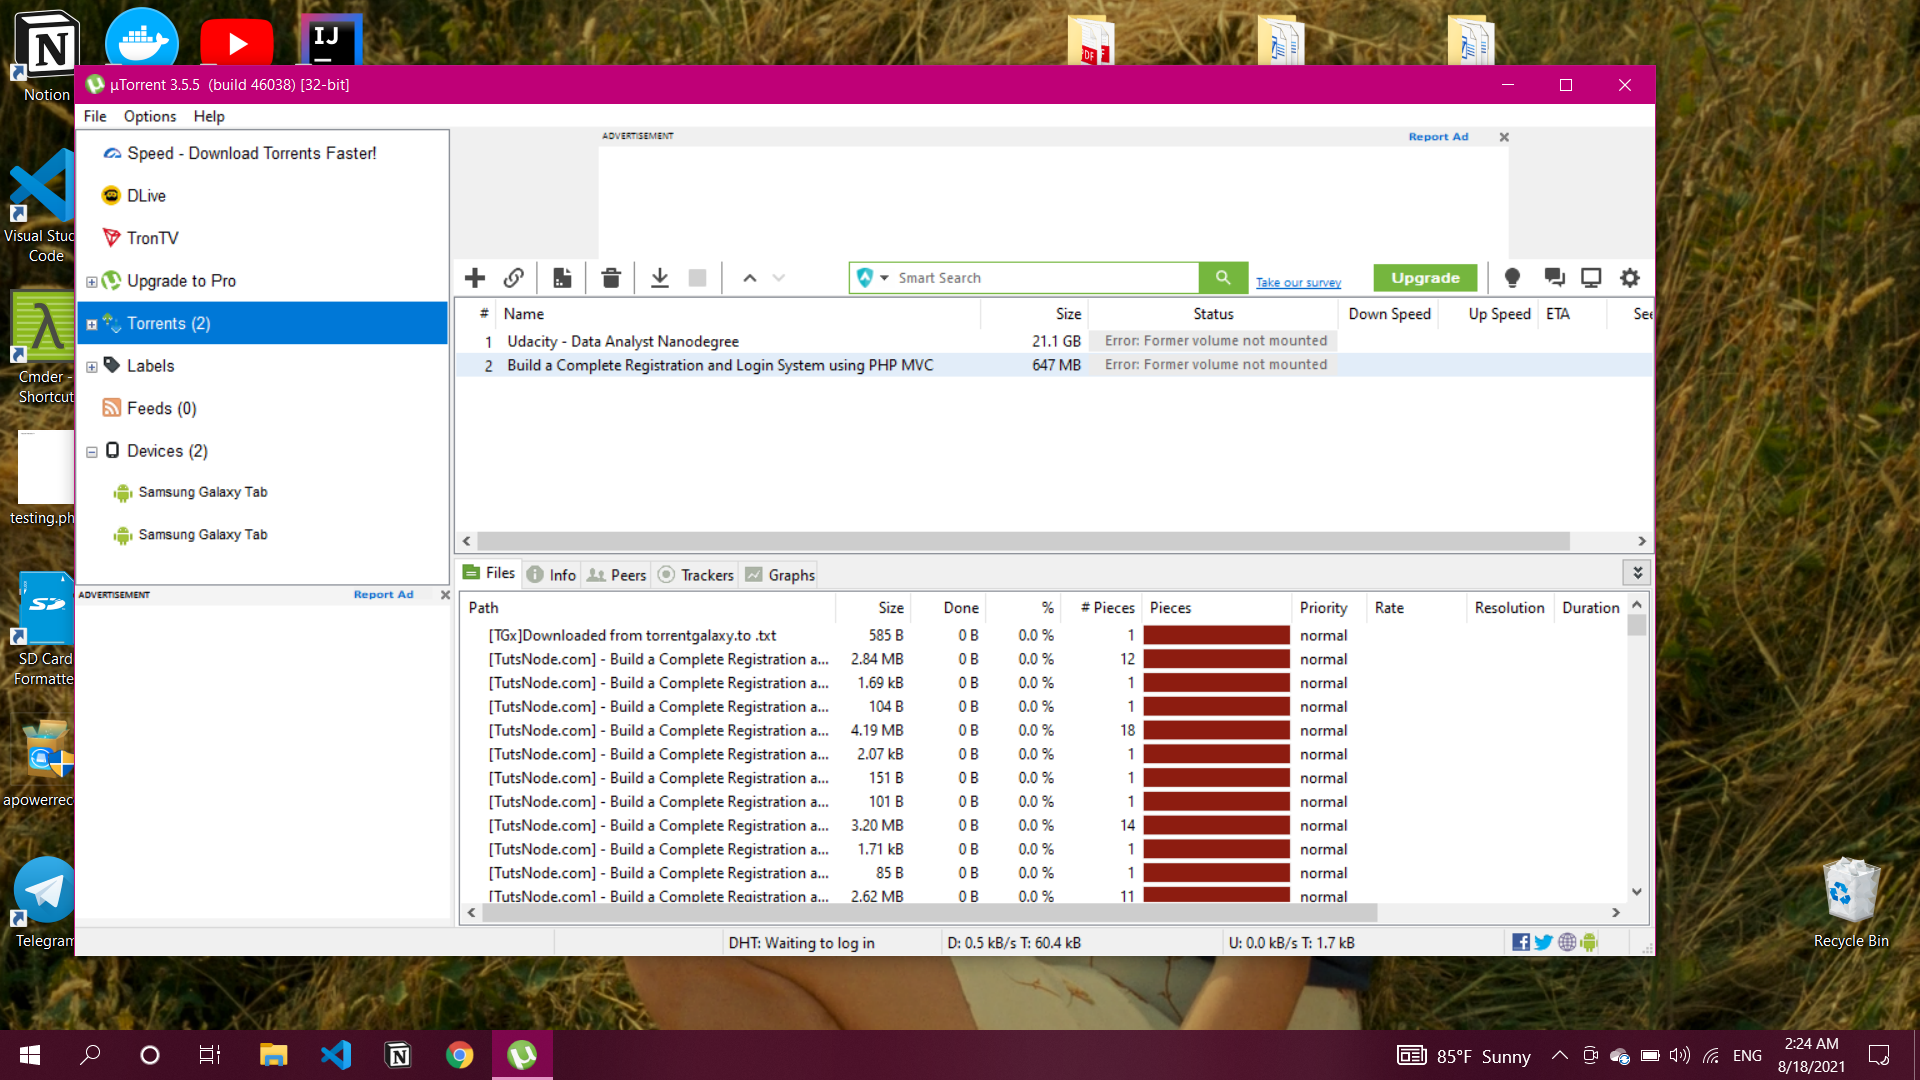 Notion
IJ
PDF
µTorrent 3.5.5 (build 46038) [32-bit]
File Options Help
Speed - Download Torrents Faster!
DLive
TronTV
Upgrade to Pro
Torrents (2)
Labels
Feeds (0)
Devices (2)
Samsung Galaxy Tab
Samsung Galaxy Tab
ADVERTISEMENT Report Ad
ADVERTISEMENT Report Ad
Smart Search Take our survey Upgrade
# Name Size Status Down Speed Up Speed ETA See
1 Udacity - Data Analyst Nanodegree 21.1 GB Error: Former volume not mounted
2 Build a Complete Registration and Login System using PHP MVC 647 MB Error: Former volume not mounted
Files Info Peers Trackers Graphs
Path Size Done % # Pieces Pieces Priority Rate Resolution Duration
[TGx]Downloaded from torrentgalaxy.to .txt 585 B 0 B 0.0 % 1 normal
[TutsNode.com] - Build a Complete Registration a... 2.84 MB 0 B 0.0 % 12 normal
[TutsNode.com] - Build a Complete Registration a... 1.69 kB 0 B 0.0 % 1 normal
[TutsNode.com] - Build a Complete Registration a... 104 B 0 B 0.0 % 1 normal
[TutsNode.com] - Build a Complete Registration a... 4.19 MB 0 B 0.0 % 18 normal
[TutsNode.com] - Build a Complete Registration a... 2.07 kB 0 B 0.0 % 1 normal
[TutsNode.com] - Build a Complete Registration a... 151 B 0 B 0.0 % 1 normal
[TutsNode.com] - Build a Complete Registration a... 101 B 0 B 0.0 % 1 normal
[TutsNode.com] - Build a Complete Registration a... 3.20 MB 0 B 0.0 % 14 normal
[TutsNode.com] - Build a Complete Registration a... 1.71 kB 0 B 0.0 % 1 normal
[TutsNode.com] - Build a Complete Registration a... 85 B 0 B 0.0 % 1 normal
[TutsNode.com] - Build a Complete Registration a... 2.62 MB 0 B 0.0 % 11 normal
DHT: Waiting to log in D: 0.5 kB/s T: 60.4 kB U: 0.0 kB/s T: 1.7 kB
Visual Stud
Code
Cmder -
Shortcut
testing.ph
SD
SD Card
Formatte
apowerrec
Telegram
Recycle Bin
85°F Sunny ENG
2:24 AM
8/18/2021